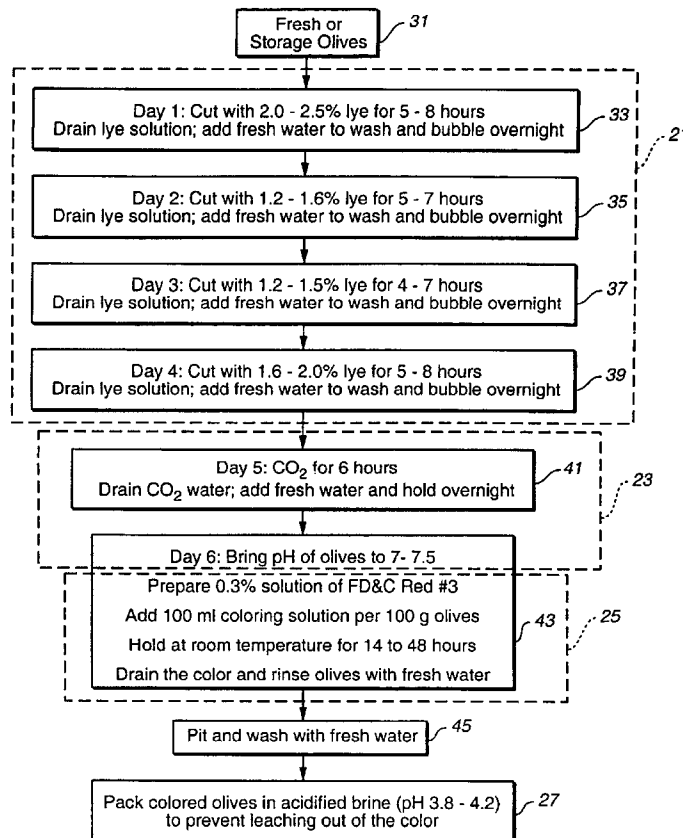 Fresh or
Storage Olives
31
Day 1: Cut with 2.0 - 2.5% lye for 5 - 8 hours
Drain lye solution; add fresh water to wash and bubble overnight
33
21
Day 2: Cut with 1.2 - 1.6% lye for 5 - 7 hours
Drain lye solution; add fresh water to wash and bubble overnight
35
Day 3: Cut with 1.2 - 1.5% lye for 4 - 7 hours
Drain lye solution; add fresh water to wash and bubble overnight
37
Day 4: Cut with 1.6 - 2.0% lye for 5 - 8 hours
Drain lye solution; add fresh water to wash and bubble overnight
39
Day 5: CO2 for 6 hours
Drain CO2 water; add fresh water and hold overnight
41
23
Day 6: Bring pH of olives to 7- 7.5
Prepare 0.3% solution of FD&C Red #3
Add 100 ml coloring solution per 100 g olives
Hold at room temperature for 14 to 48 hours
Drain the color and rinse olives with fresh water
43
25
Pit and wash with fresh water
45
Pack colored olives in acidified brine (pH 3.8 - 4.2)
to prevent leaching out of the color
27